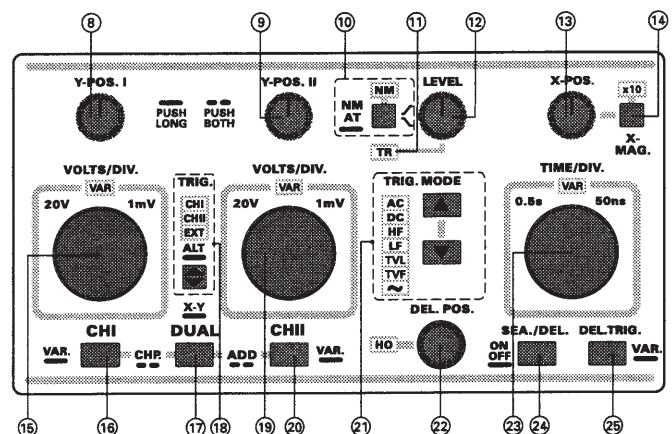 8 9 10 11 12 13 14
Y-POS. I
Y-POS. II
NM
LEVEL
X-POS.
x10
PUSH LONG
PUSH BOTH
NM
AT
TR
X-MAG.
VOLTS/DIV.
VAR
20V 1mV
TRIG.
CHI
CHII
EXT
ALT
X-Y
VOLTS/DIV.
VAR
20V 1mV
TRIG. MODE
AC
DC
HF
LF
TVL
TVF
~
TIME/DIV.
VAR
0.5s 50ns
DEL. POS.
HO
CHI
DUAL
CHII
VAR.
CHP.
ADD
VAR.
SEA./DEL.
ON
OFF
DEL.TRIG.
VAR.
15 16 17 18 19 20 21 22 23 24 25